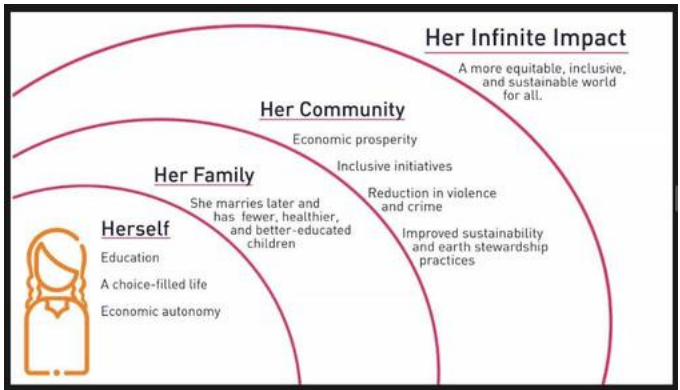 Her Infinite Impact
A more equitable, inclusive,
and sustainable world
for all.
Her Community
Economic prosperity
Inclusive initiatives
Reduction in violence
and crime
Improved sustainability
and earth stewardship
practices
Her Family
She marries later and
has fewer, healthier,
and better-educated
children
Herself
Education
A choice-filled life
Economic autonomy